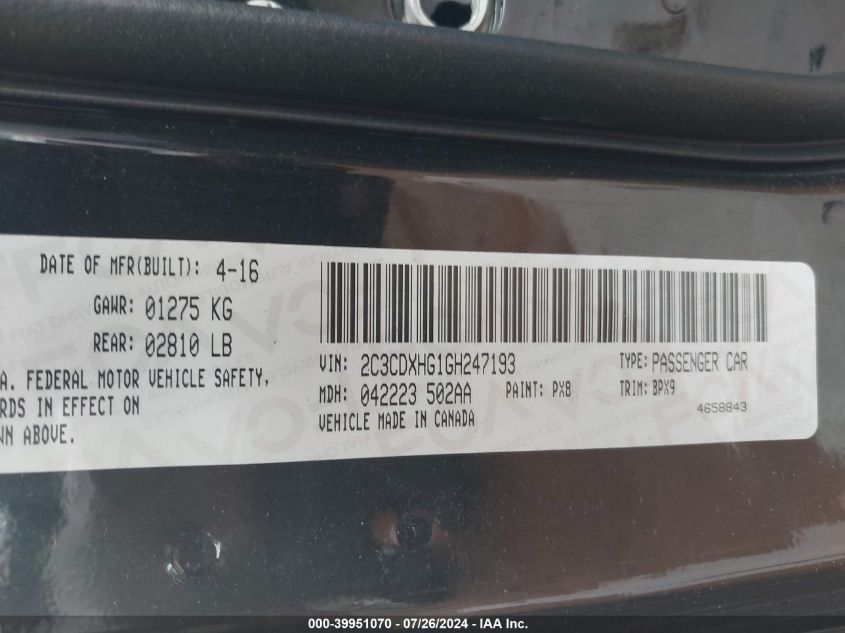 DATE OF MFR(BUILT): 4-16
GAWR: 01275 KG
REAR: 02810 LB
A. FEDERAL MOTOR VEHICLE SAFETY,
RDS IN EFFECT ON
WN ABOVE.
VIN: 2C3CDXHG1GH247193 TYPE: PASSENGER CAR
MDH: 042223 502AA PAINT: PX8 TRIM: BPX9
VEHICLE MADE IN CANADA 4658843
000-39951070 - 07/26/2024 - IAA Inc.